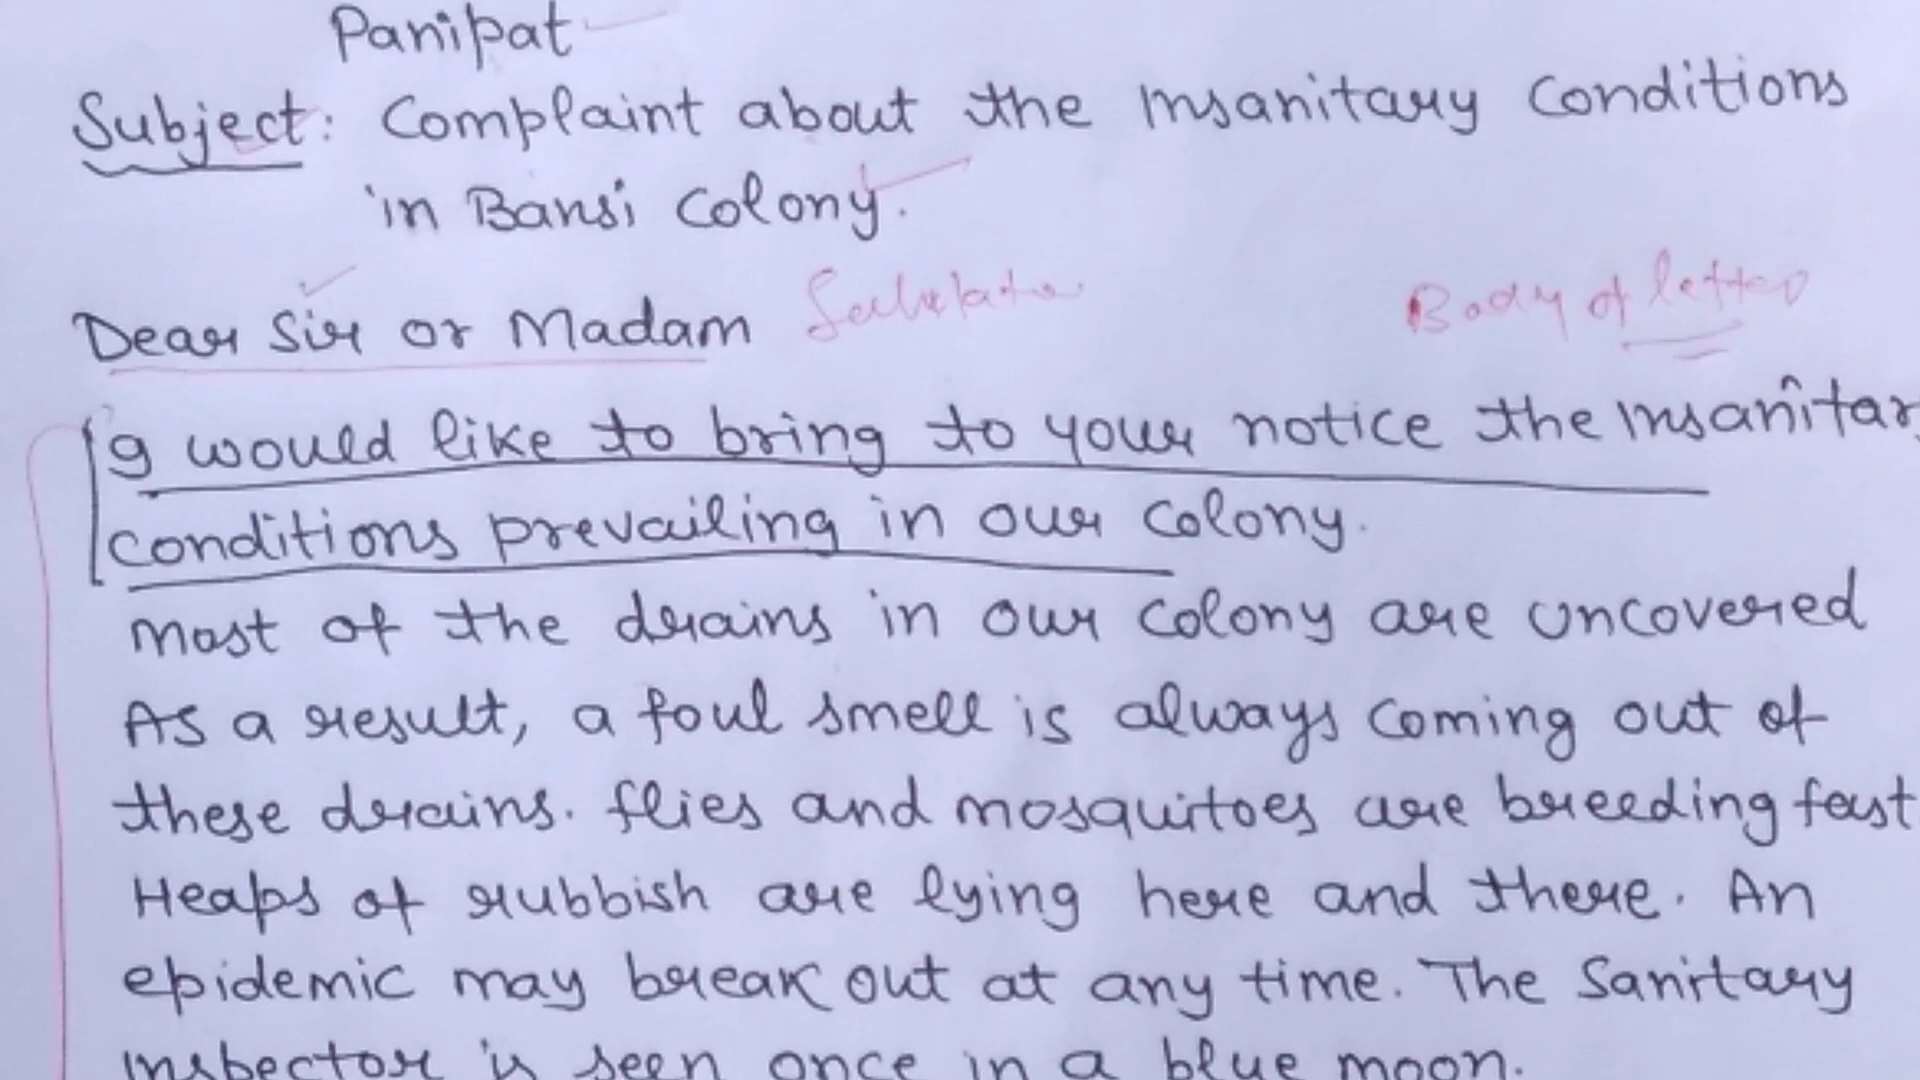 Panipat
Subject: Complaint about the Insanitary Conditions
in Bansi Colony.
Dear Sir or Madam
Body of letter
I would like to bring to your notice the Insanitary
conditions prevailing in our Colony.
Most of the drains in our Colony are uncovered
As a result, a foul smell is always coming out of
these drains. flies and mosquitoes are breeding fast
Heaps of rubbish are lying here and there. An
epidemic may break out at any time. The Sanitary
Inspector is seen once in a blue moon.